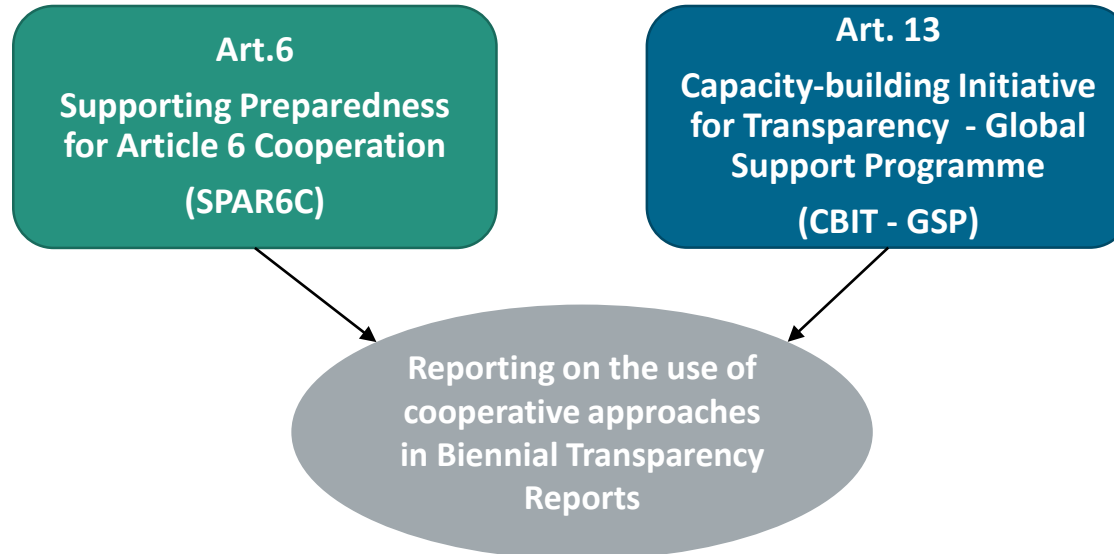 Art.6
Supporting Preparedness
for Article 6 Cooperation
(SPAR6C)
Art. 13
Capacity-building Initiative
for Transparency - Global
Support Programme
(CBIT - GSP)
Reporting on the use of
cooperative approaches
in Biennial Transparency
Reports